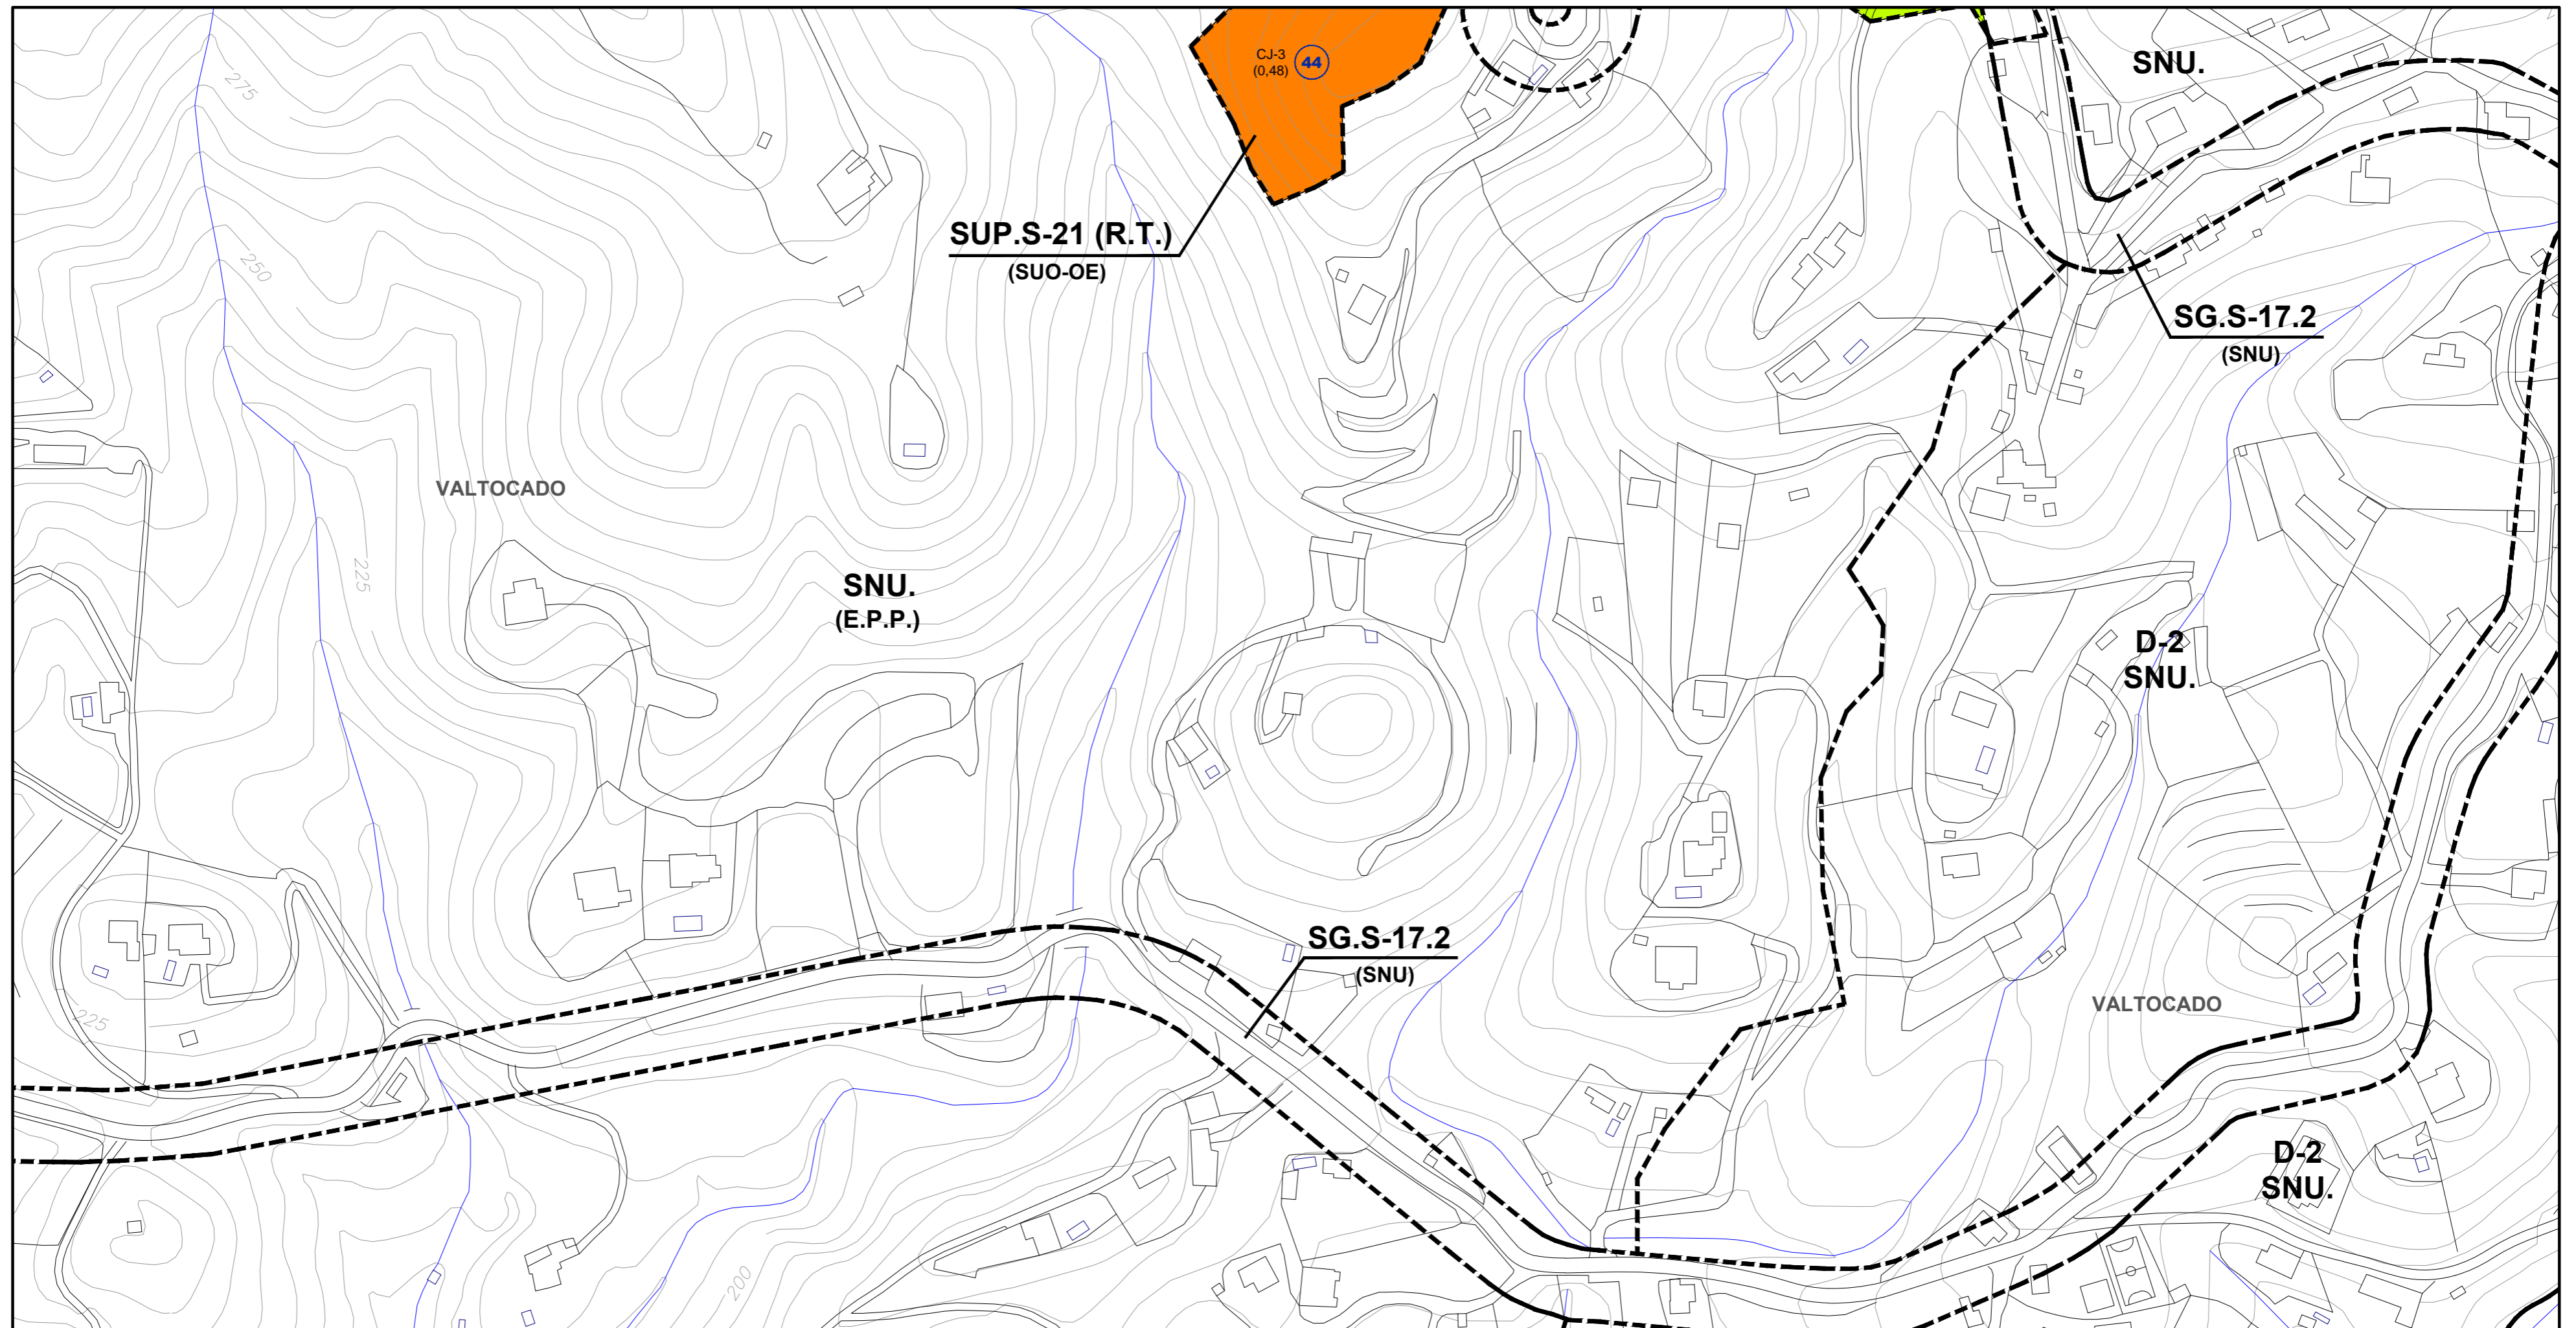 CJ-3
(0,48)
44
SNU.
275
SUP.S-21 (R.T.)
(SUO-OE)
250
SG.S-17.2
(SNU)
VALTOCADO
225
SNU.
(E.P.P.)
D-2
SNU.
SG.S-17.2
(SNU)
VALTOCADO
225
D-2
SNU.
200